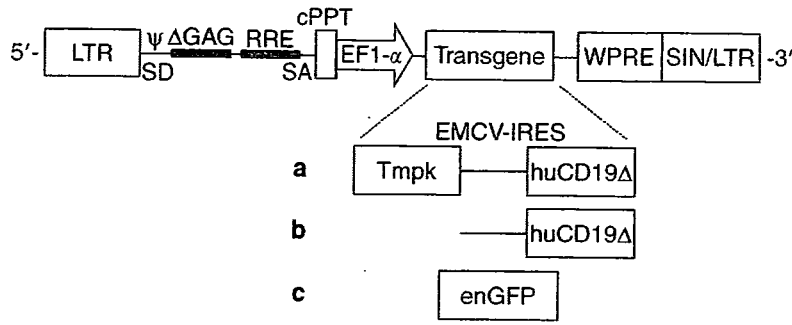 cPPT
5′- LTR ψ ΔGAG RRE EF1-α Transgene WPRE SIN/LTR -3′
SD SA
EMCV-IRES
a Tmpk huCD19Δ
b huCD19Δ
c enGFP